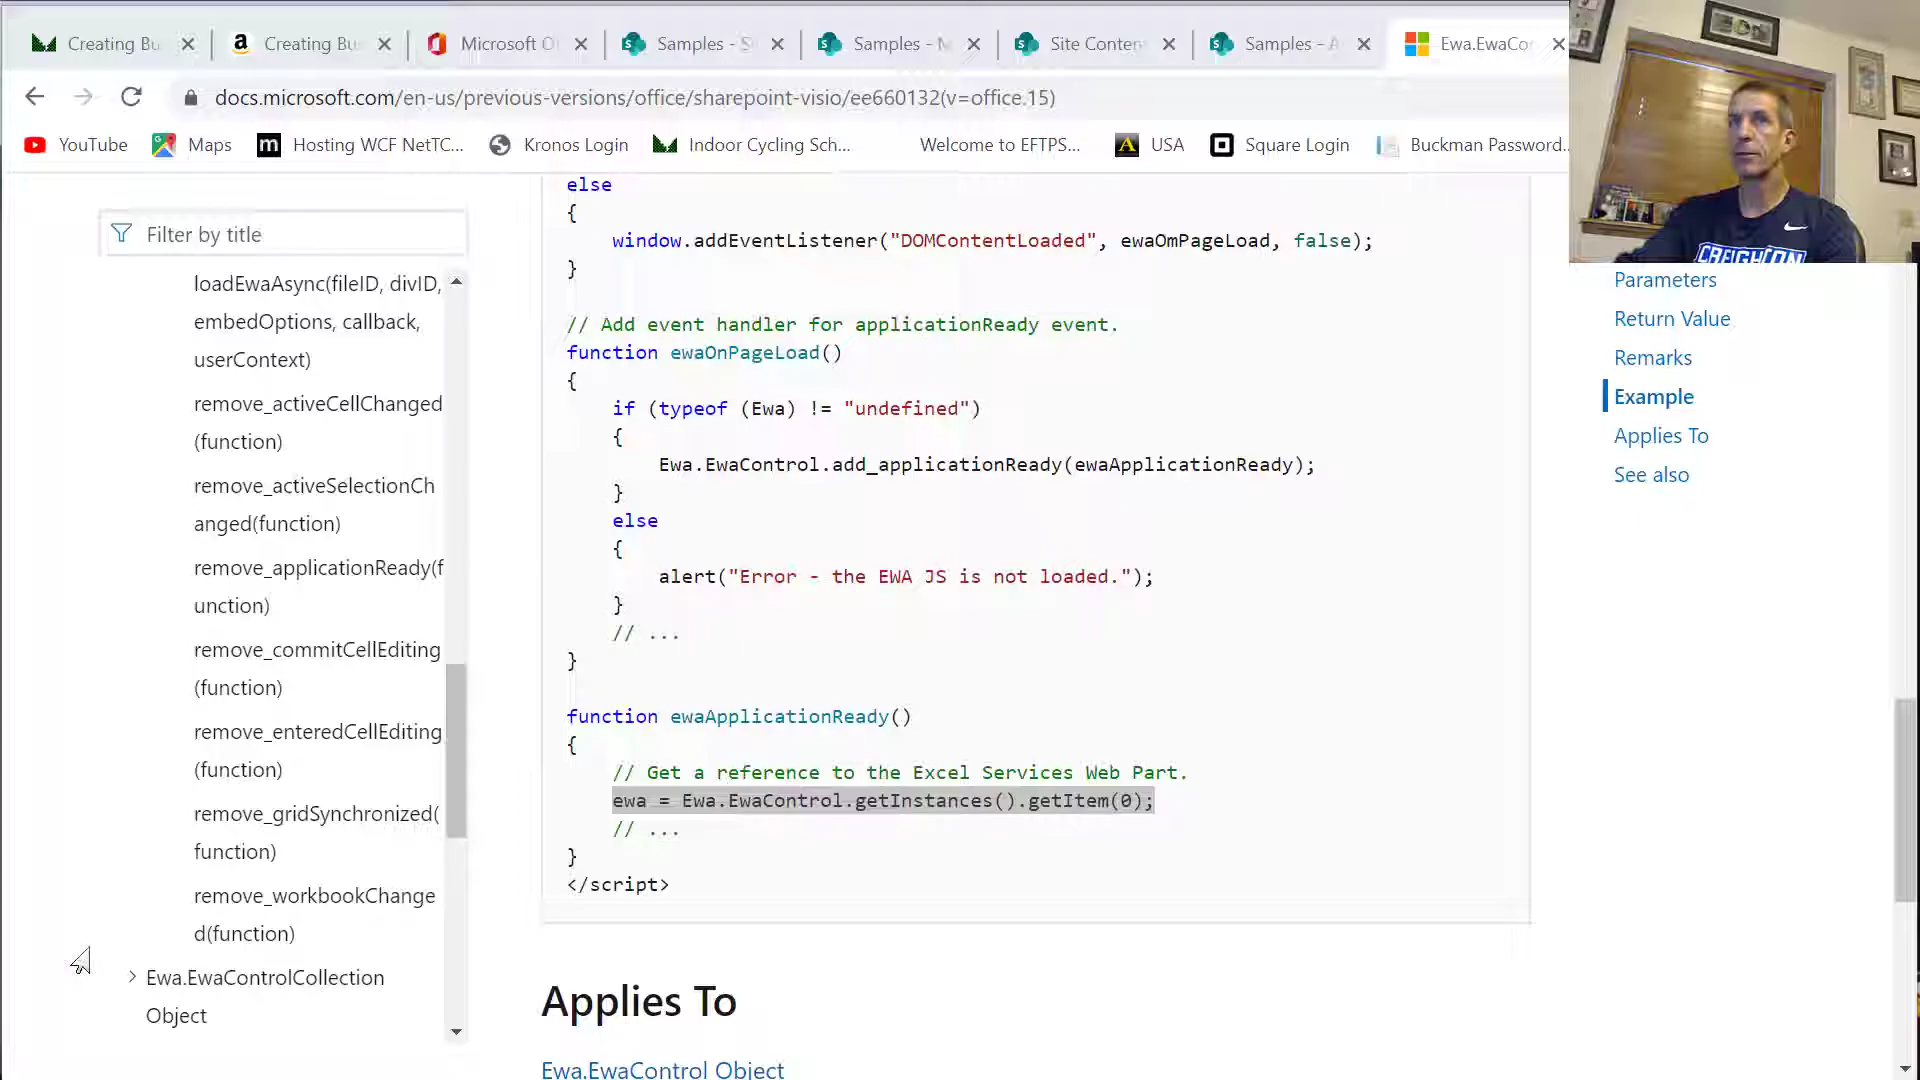 Creating Bu
Creating Bu
Microsoft O
Samples - S
Samples - N
Site Conten
Samples - A
Ewa.EwaCo
docs.microsoft.com/en-us/previous-versions/office/sharepoint-visio/ee660132(v=office.15)
YouTube
Maps
m
Hosting WCF NetTC...
Kronos Login
Indoor Cycling Sch...
Welcome to EFTPS...
USA
Square Login
Buckman Password...
Filter by title
loadEwaAsync(fileID, divID,
embedOptions, callback,
userContext)
remove_activeCellChanged
(function)
remove_activeSelectionCh
anged(function)
remove_applicationReady(f
unction)
remove_commitCellEditing
(function)
remove_enteredCellEditing
(function)
remove_gridSynchronized(
function)
remove_workbookChange
d(function)
Ewa.EwaControlCollection
Object
else
{
window.addEventListener("DOMContentLoaded", ewaOmPageLoad, false);
}
// Add event handler for applicationReady event.
function ewaOnPageLoad()
{
if (typeof (Ewa) != "undefined")
{
Ewa.EwaControl.add_applicationReady(ewaApplicationReady);
}
else
{
alert("Error - the EWA JS is not loaded.");
}
// ...
}
function ewaApplicationReady()
{
// Get a reference to the Excel Services Web Part.
ewa = Ewa.EwaControl.getInstances().getItem(0);
// ...
}
</script>
Applies To
Ewa.EwaControl Object
CREIGHTON
Parameters
Return Value
Remarks
Example
Applies To
See also